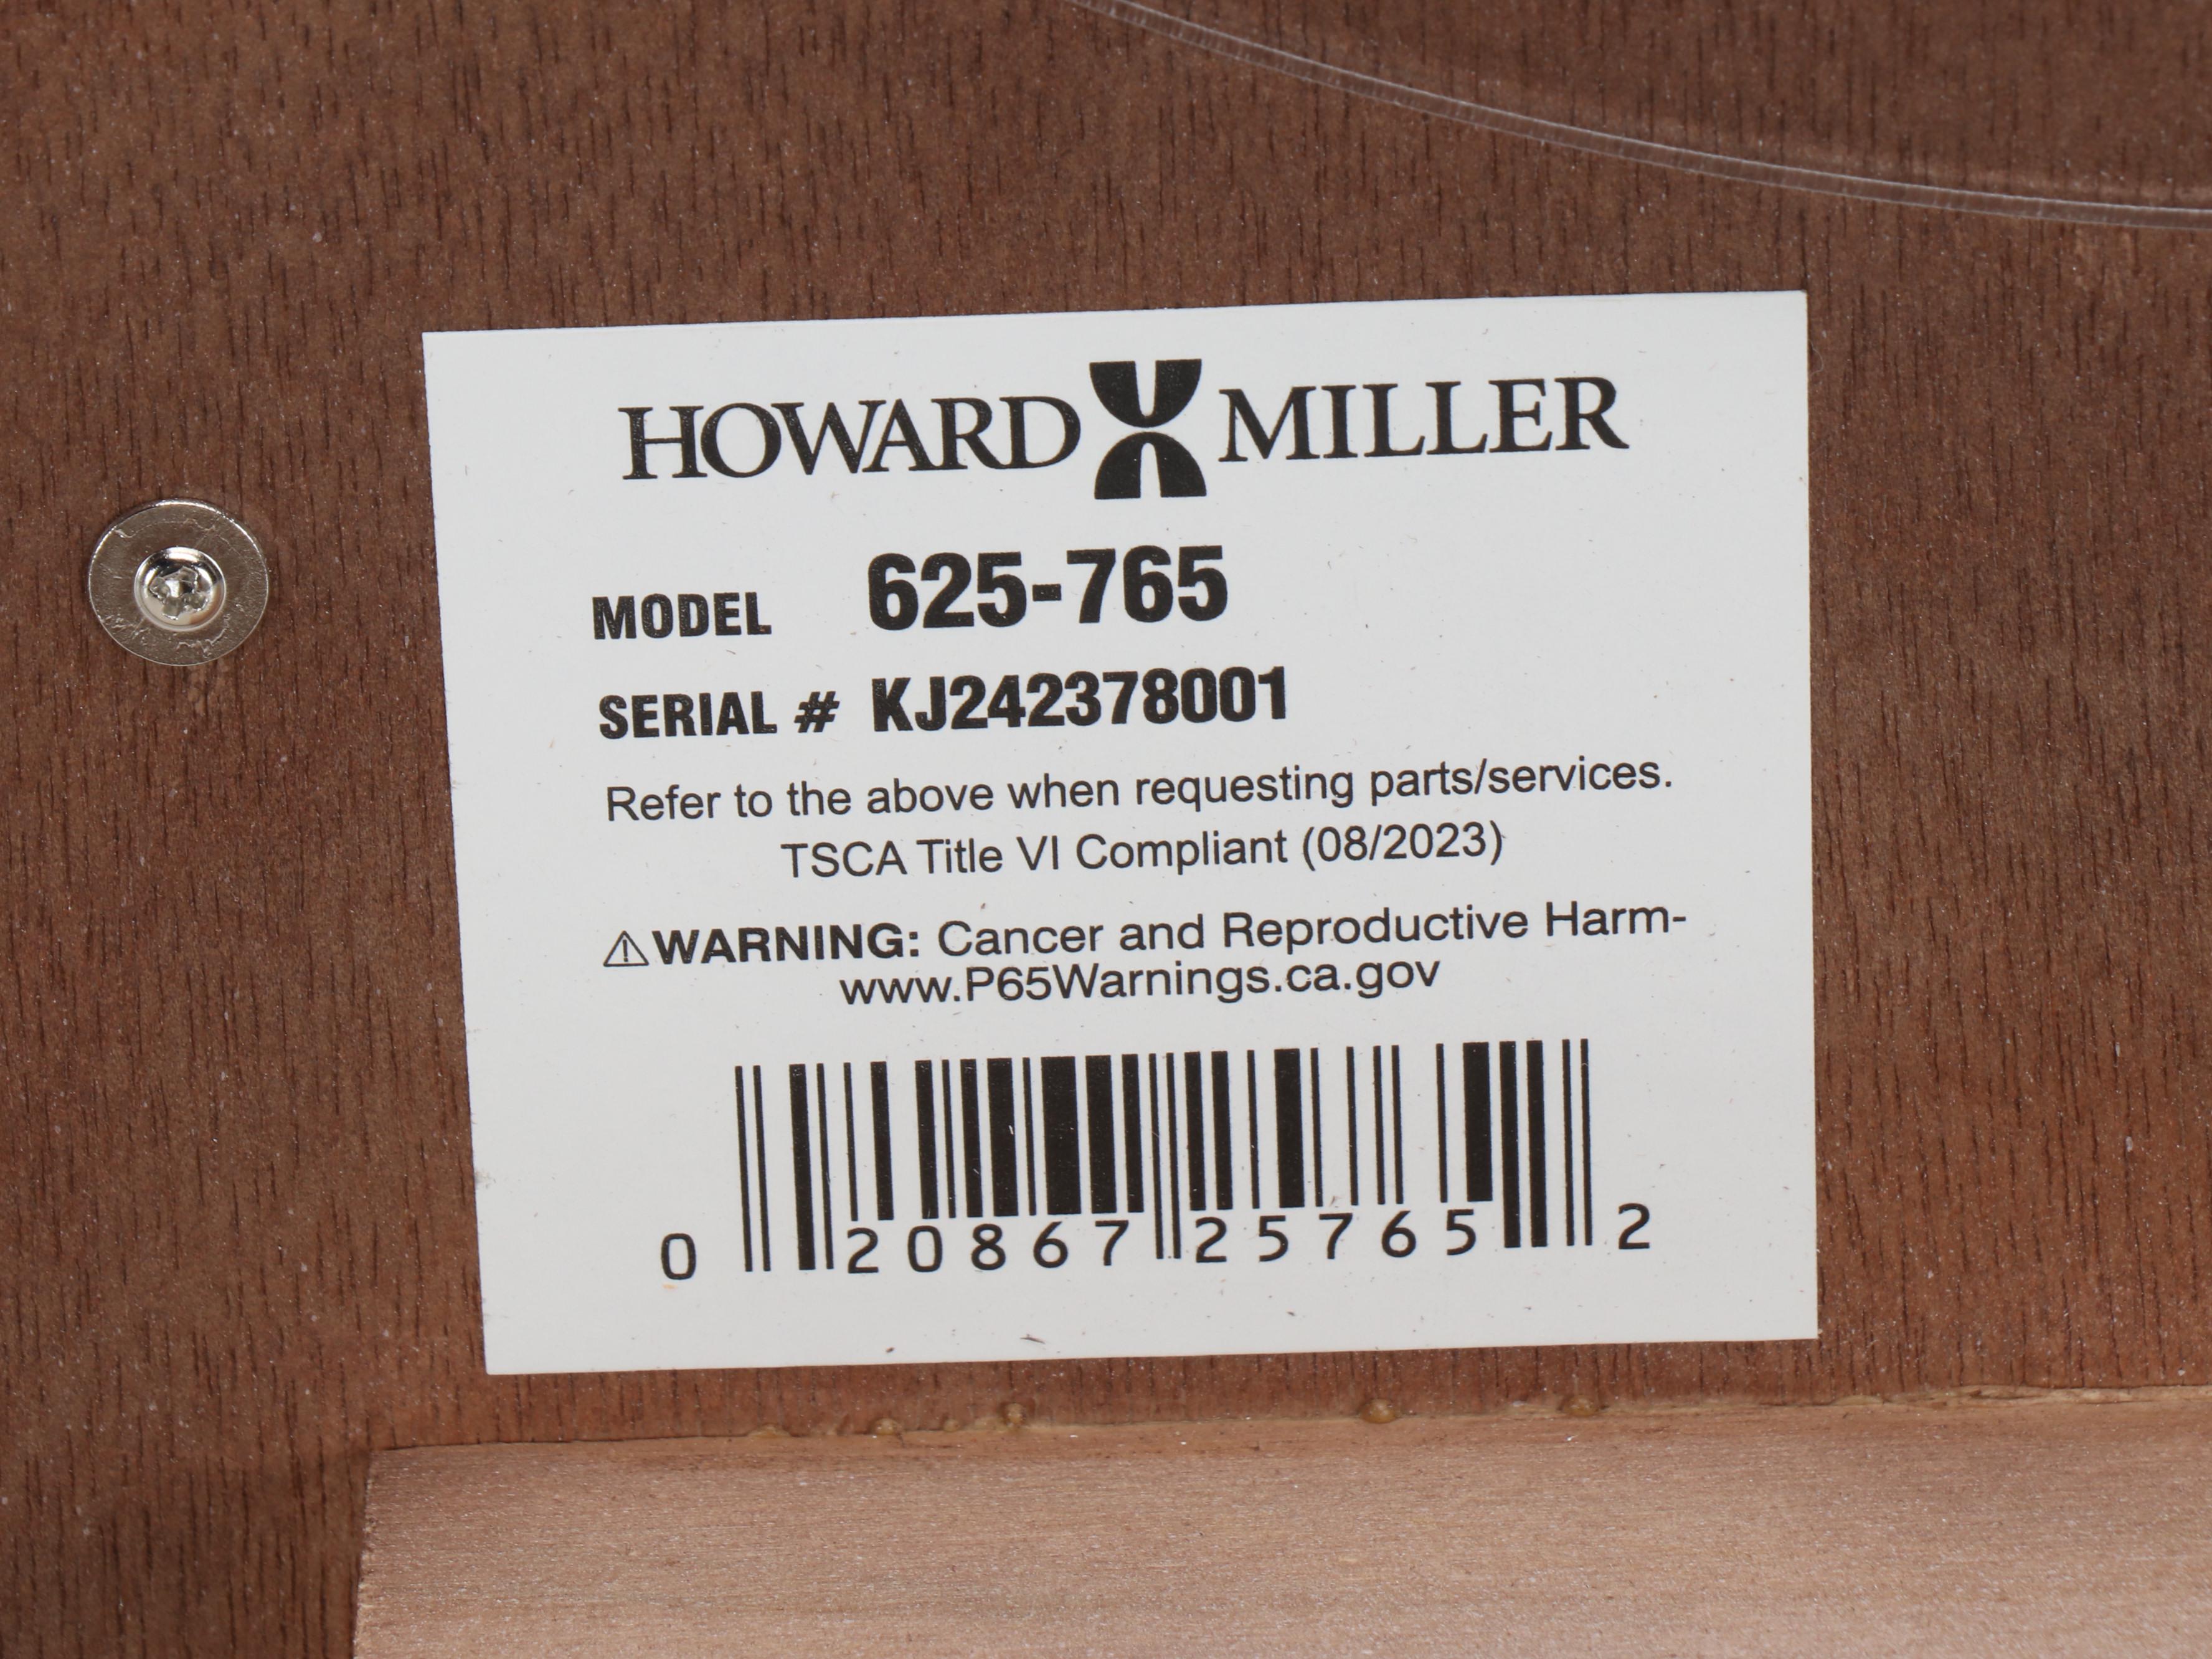 HOWARD MILLER
MODEL 625-765
SERIAL # KJ242378001
Refer to the above when requesting parts/services.
TSCA Title VI Compliant (08/2023)
⚠WARNING: Cancer and Reproductive Harm-
www.P65Warnings.ca.gov
0 20867 25765 2